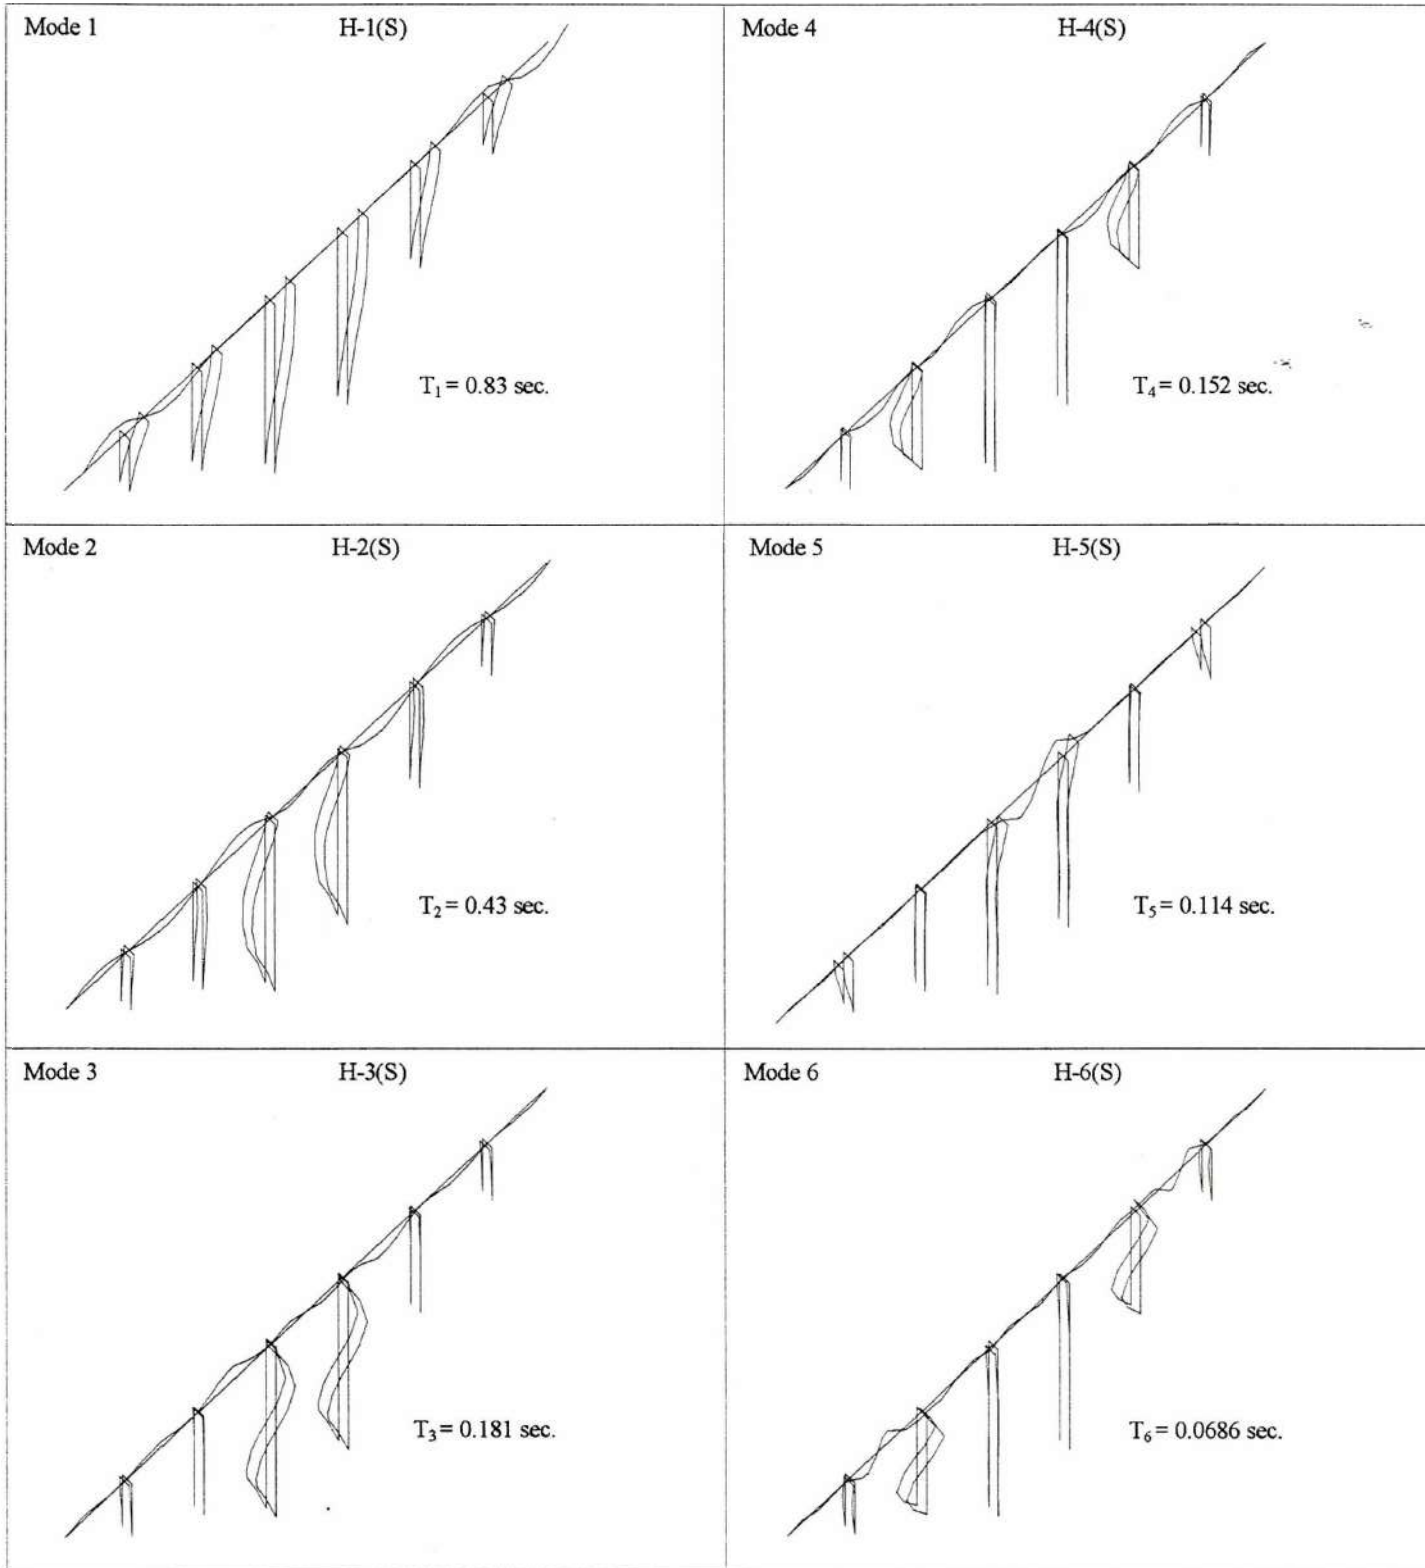 Mode 1 H-1(S)
T₁ = 0.83 sec.
Mode 4 H-4(S)
T₄ = 0.152 sec.
Mode 2 H-2(S)
T₂ = 0.43 sec.
Mode 5 H-5(S)
T₅ = 0.114 sec.
Mode 3 H-3(S)
T₃ = 0.181 sec.
Mode 6 H-6(S)
T₆ = 0.0686 sec.